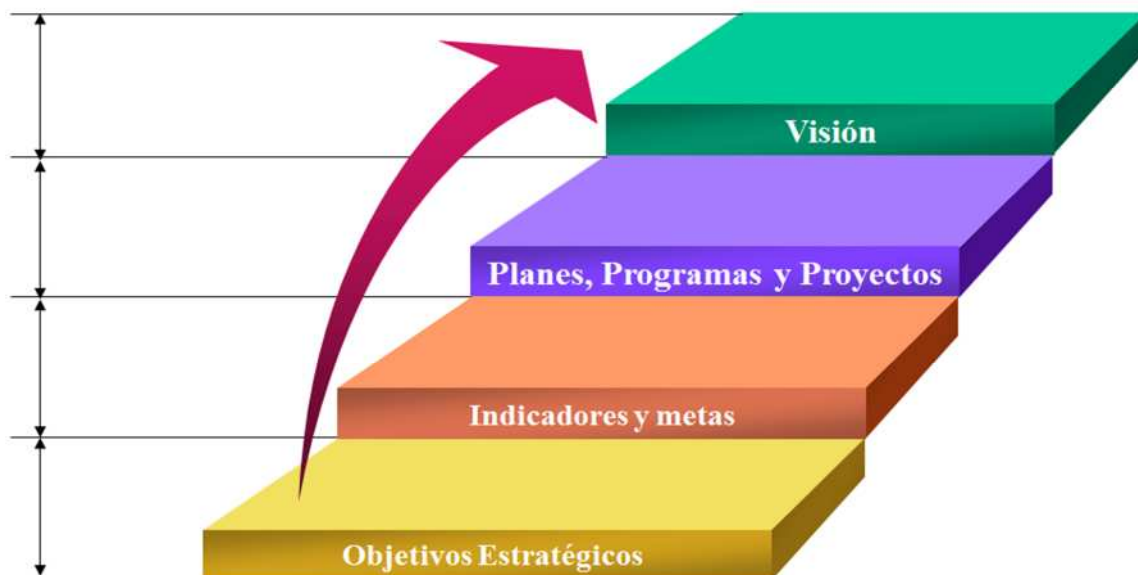 Visión
Planes, Programas y Proyectos
Indicadores y metas
Objetivos Estratégicos